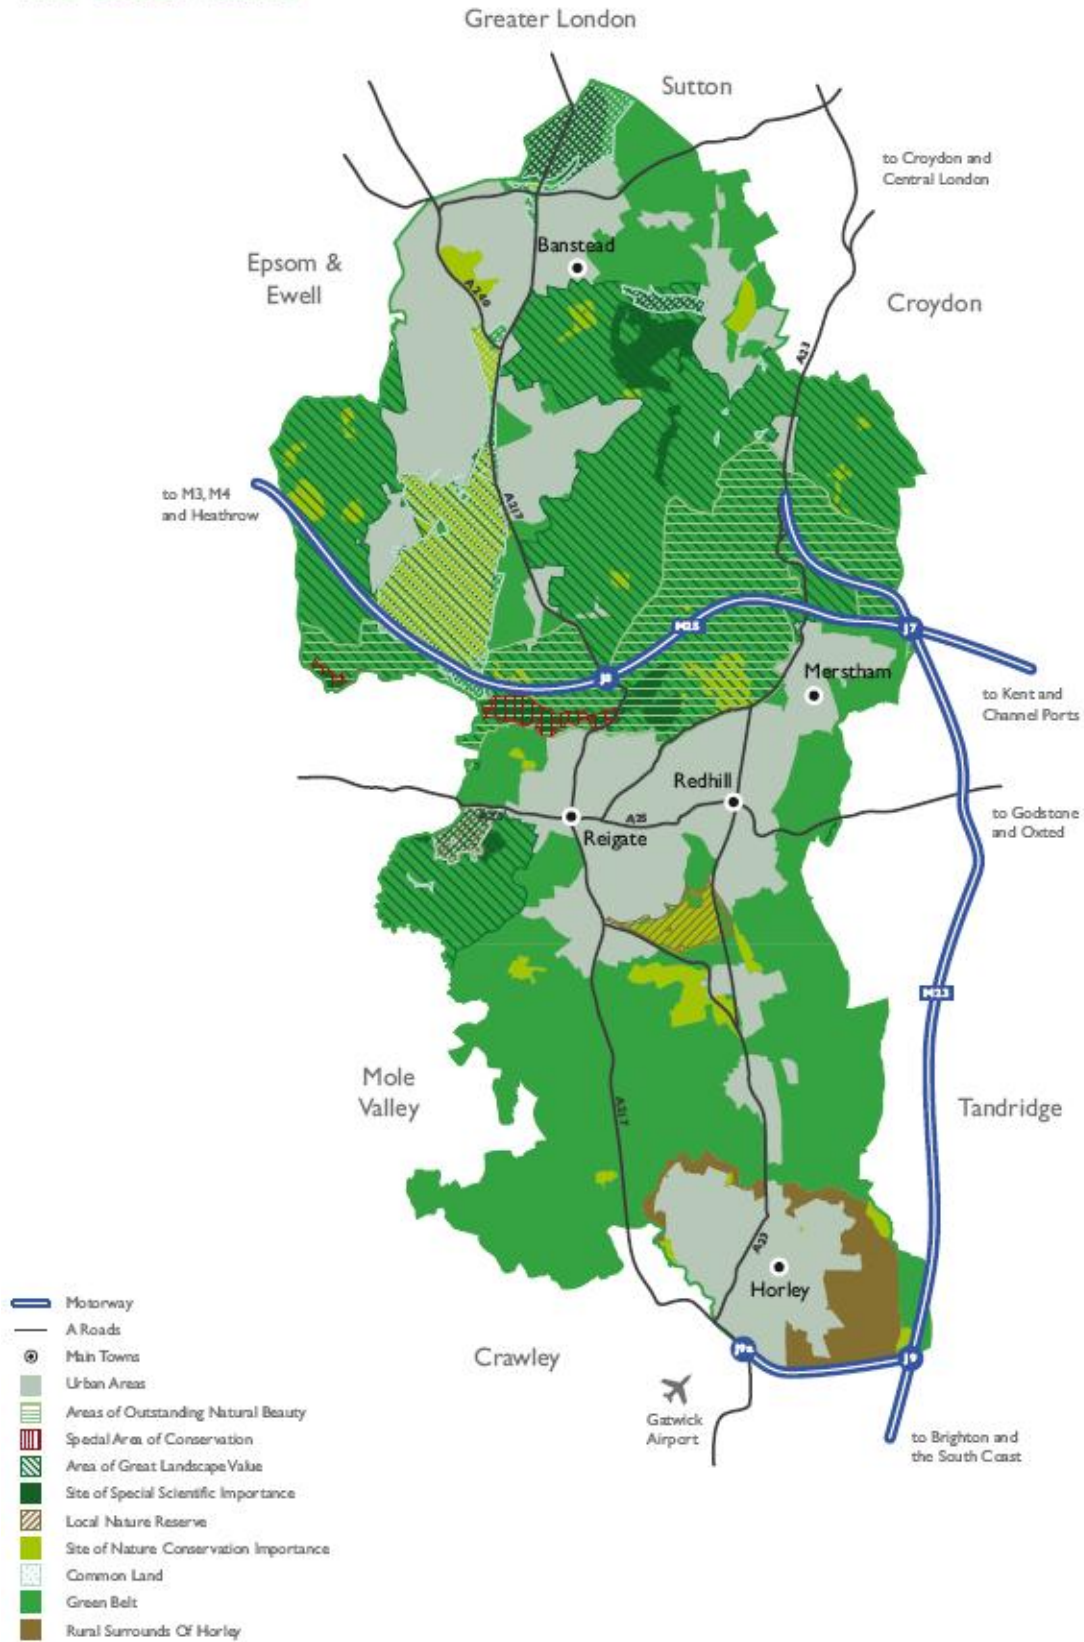 Greater London
Sutton
to Croydon and
Central London
Banstead
Epsom &
Ewell
A240
Croydon
A23
to M3, M4
and Heathrow
A217
M25
J7
J8
Merstham
to Kent and
Channel Ports
Redhill
to Godstone
and Oxted
A25
A25
Reigate
M23
Mole
Valley
Tandridge
A217
A23
Horley
Motorway
A Roads
Main Towns
Urban Areas
Areas of Outstanding Natural Beauty
Special Area of Conservation
Area of Great Landscape Value
Site of Special Scientific Importance
Local Nature Reserve
Site of Nature Conservation Importance
Common Land
Green Belt
Rural Surrounds Of Horley
Crawley
J9a
J9
Gatwick
Airport
to Brighton and
the South Coast